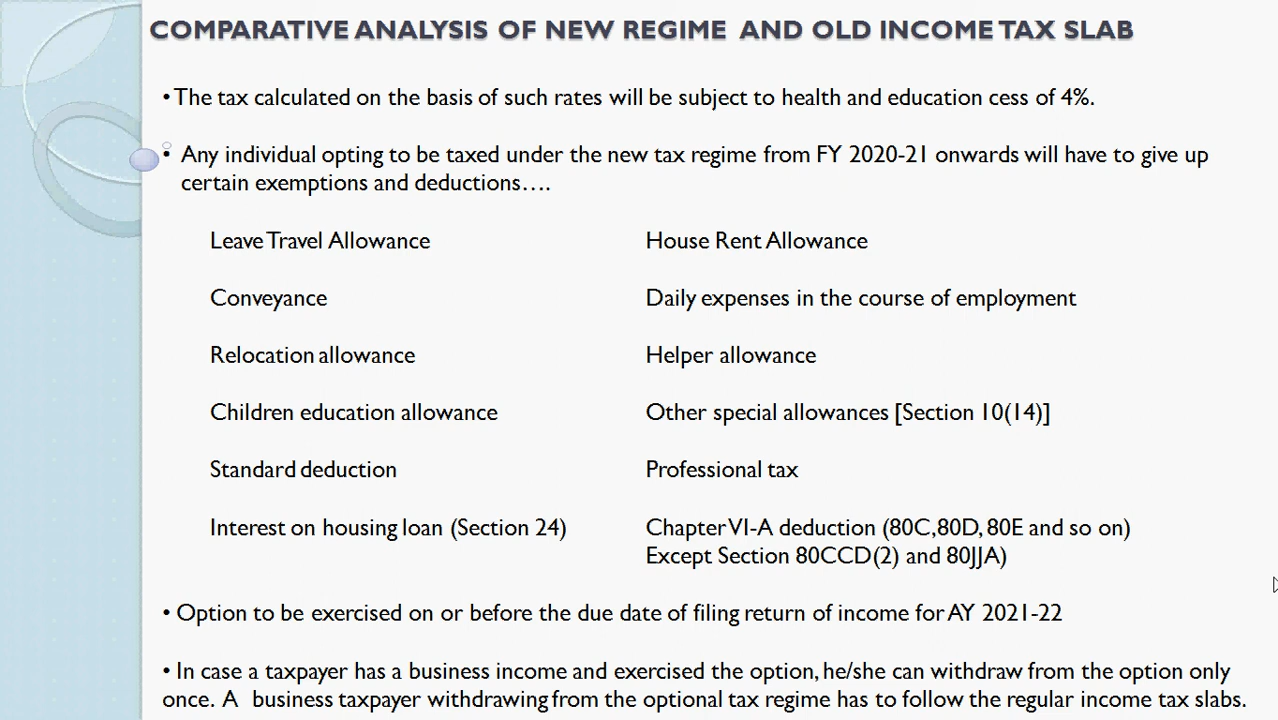 COMPARATIVE ANALYSIS OF NEW REGIME AND OLD INCOME TAX SLAB
• The tax calculated on the basis of such rates will be subject to health and education cess of 4%.
• Any individual opting to be taxed under the new tax regime from FY 2020-21 onwards will have to give up
certain exemptions and deductions….
Leave Travel Allowance House Rent Allowance
Conveyance Daily expenses in the course of employment
Relocation allowance Helper allowance
Children education allowance Other special allowances [Section 10(14)]
Standard deduction Professional tax
Interest on housing loan (Section 24) Chapter VI-A deduction (80C,80D, 80E and so on)
Except Section 80CCD(2) and 80JJA)
• Option to be exercised on or before the due date of filing return of income for AY 2021-22
• In case a taxpayer has a business income and exercised the option, he/she can withdraw from the option only
once. A business taxpayer withdrawing from the optional tax regime has to follow the regular income tax slabs.